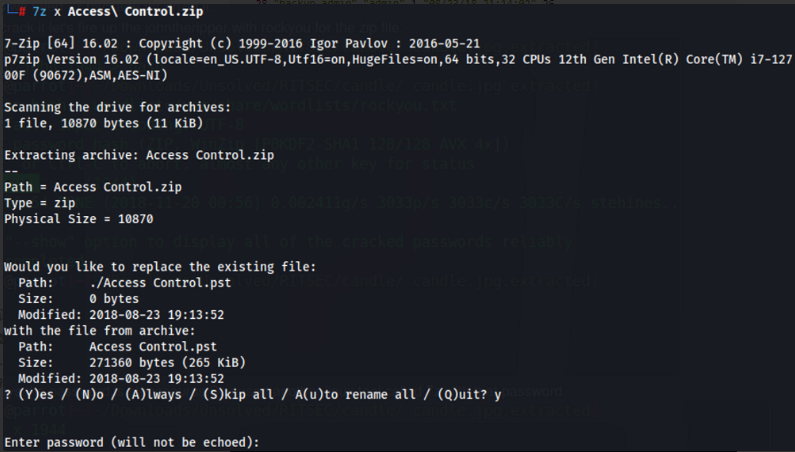 └─# 7z x Access\ Control.zip
7-Zip [64] 16.02 : Copyright (c) 1999-2016 Igor Pavlov : 2016-05-21
p7zip Version 16.02 (locale=en_US.UTF-8,Utf16=on,HugeFiles=on,64 bits,32 CPUs 12th Gen Intel(R) Core(TM) i7-127
00F (90672),ASM,AES-NI)
Scanning the drive for archives:
1 file, 10870 bytes (11 KiB)
Extracting archive: Access Control.zip
--
Path = Access Control.zip
Type = zip
Physical Size = 10870
Would you like to replace the existing file:
Path:     ./Access Control.pst
Size:     0 bytes
Modified: 2018-08-23 19:13:52
with the file from archive:
Path:     Access Control.pst
Size:     271360 bytes (265 KiB)
Modified: 2018-08-23 19:13:52
? (Y)es / (N)o / (A)lways / (S)kip all / A(u)to rename all / (Q)uit? y
Enter password (will not be echoed):